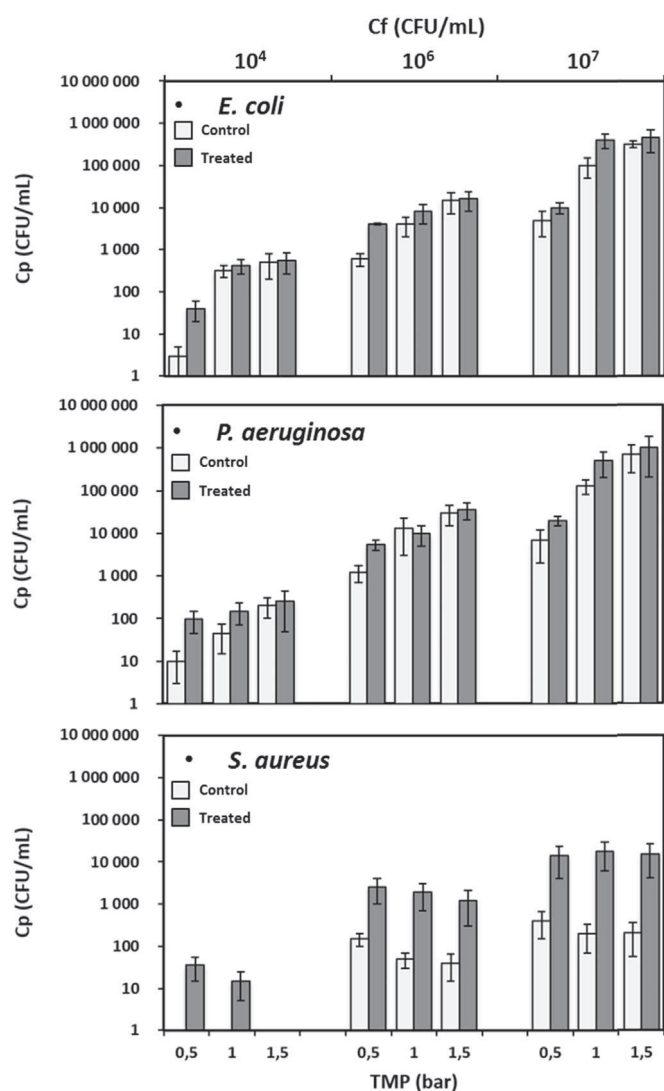 Cf (CFU/mL)
10⁴ 10⁶ 10⁷
10 000 000
1 000 000
100 000
10 000
1 000
100
10
1
Cp (CFU/mL)
• E. coli
Control
Treated
10 000 000
1 000 000
100 000
10 000
1 000
100
10
1
Cp (CFU/mL)
• P. aeruginosa
Control
Treated
10 000 000
1 000 000
100 000
10 000
1 000
100
10
1
Cp (CFU/mL)
• S. aureus
Control
Treated
0,5 1 1,5 0,5 1 1,5 0,5 1 1,5
TMP (bar)